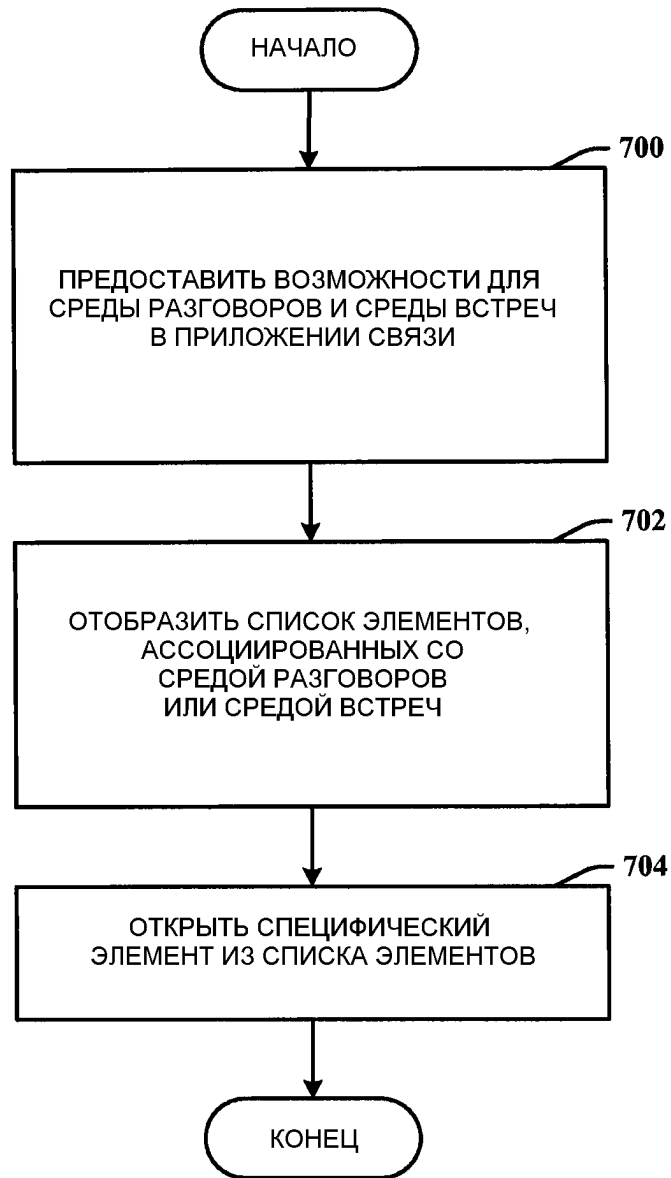 НАЧАЛО
700
ПРЕДОСТАВИТЬ ВОЗМОЖНОСТИ ДЛЯ
СРЕДЫ РАЗГОВОРОВ И СРЕДЫ ВСТРЕЧ
В ПРИЛОЖЕНИИ СВЯЗИ
702
ОТОБРАЗИТЬ СПИСОК ЭЛЕМЕНТОВ,
АССОЦИИРОВАННЫХ СО
СРЕДОЙ РАЗГОВОРОВ
ИЛИ СРЕДОЙ ВСТРЕЧ
704
ОТКРЫТЬ СПЕЦИФИЧЕСКИЙ
ЭЛЕМЕНТ ИЗ СПИСКА ЭЛЕМЕНТОВ
КОНЕЦ